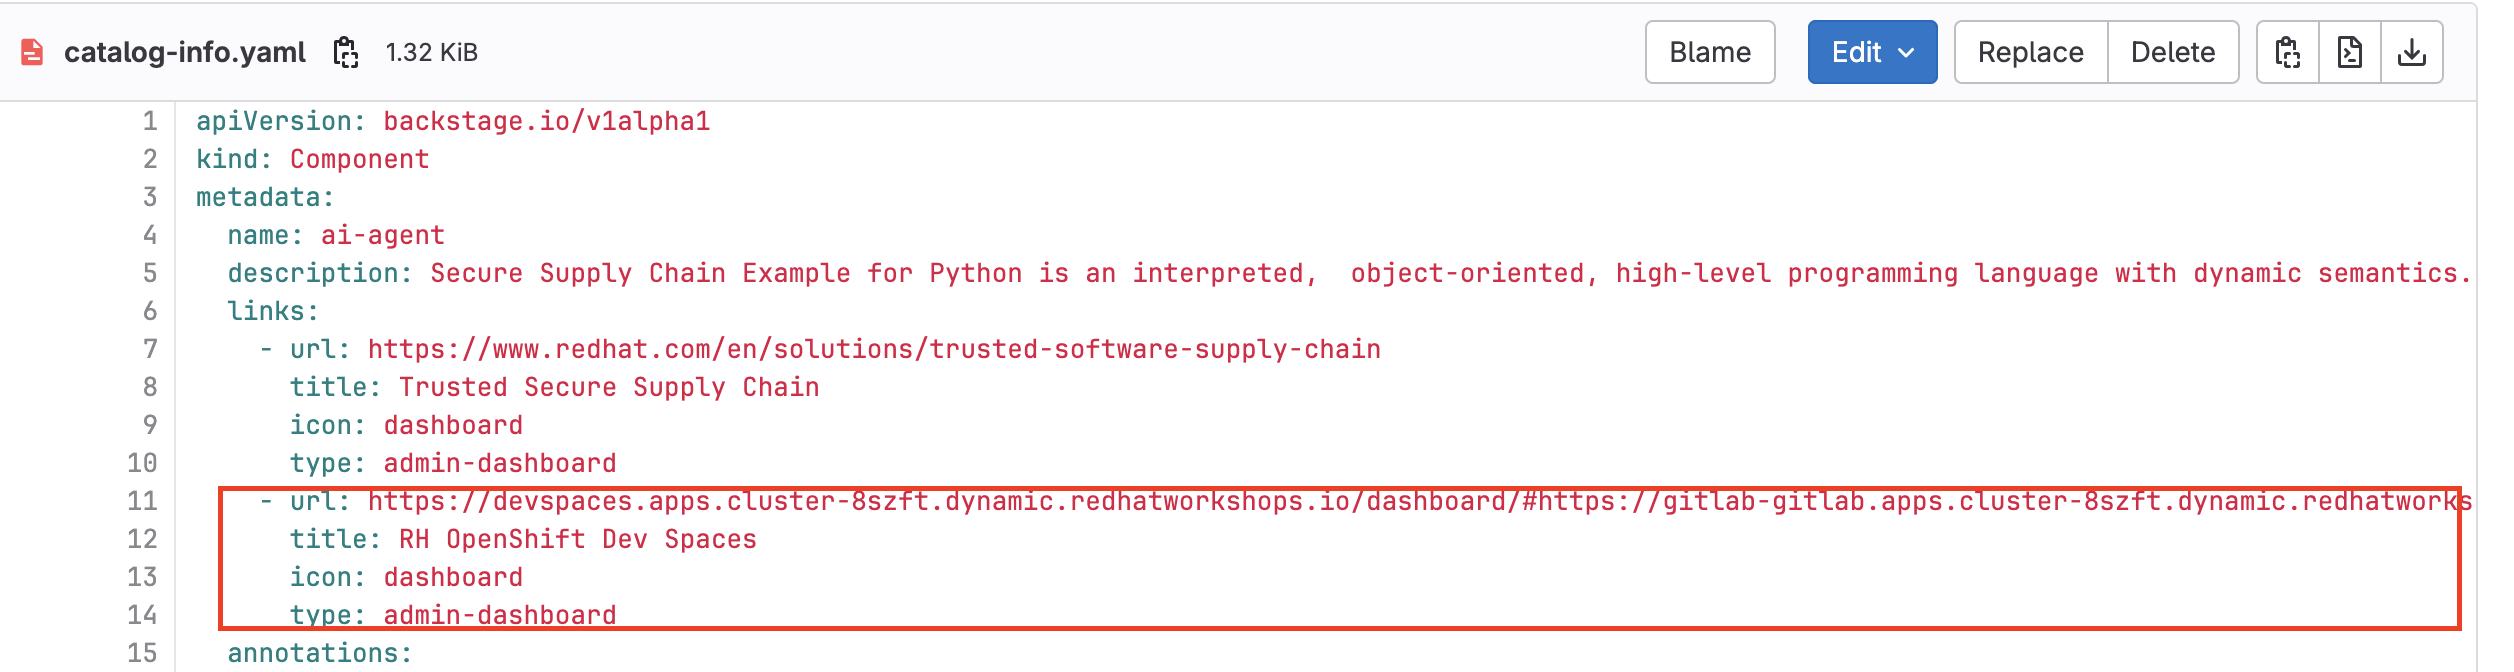 catalog-info.yaml 1.32 KiB Blame Edit Replace Delete
1 apiVersion: backstage.io/v1alpha1
2 kind: Component
3 metadata:
4   name: ai-agent
5   description: Secure Supply Chain Example for Python is an interpreted,  object-oriented, high-level programming language with dynamic semantics.
6   links:
7     - url: https://www.redhat.com/en/solutions/trusted-software-supply-chain
8       title: Trusted Secure Supply Chain
9       icon: dashboard
10       type: admin-dashboard
11     - url: https://devspaces.apps.cluster-8szft.dynamic.redhatworkshops.io/dashboard/#https://gitlab-gitlab.apps.cluster-8szft.dynamic.redhatworks
12       title: RH OpenShift Dev Spaces
13       icon: dashboard
14       type: admin-dashboard
15   annotations: